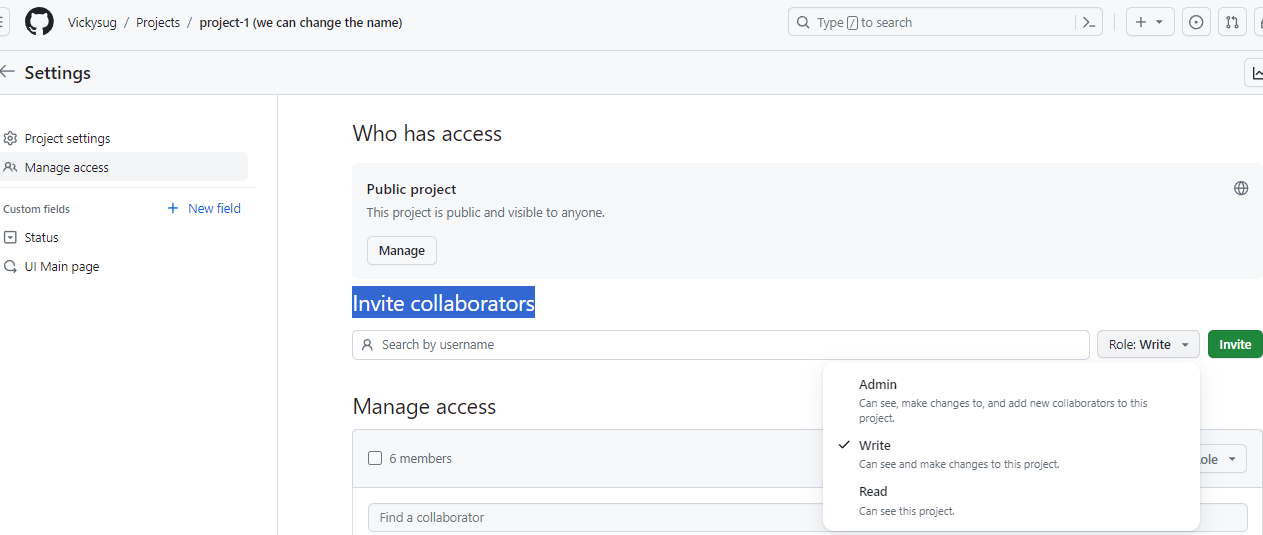 Vickysug / Projects / project-1 (we can change the name)
Type / to search
Settings
Project settings
Manage access
Custom fields
New field
Status
UI Main page
Who has access
Public project
This project is public and visible to anyone.
Manage
Invite collaborators
Search by username
Role: Write
Invite
Admin
Can see, make changes to, and add new collaborators to this
project.
Write
Can see and make changes to this project.
Read
Can see this project.
Manage access
6 members
Find a collaborator